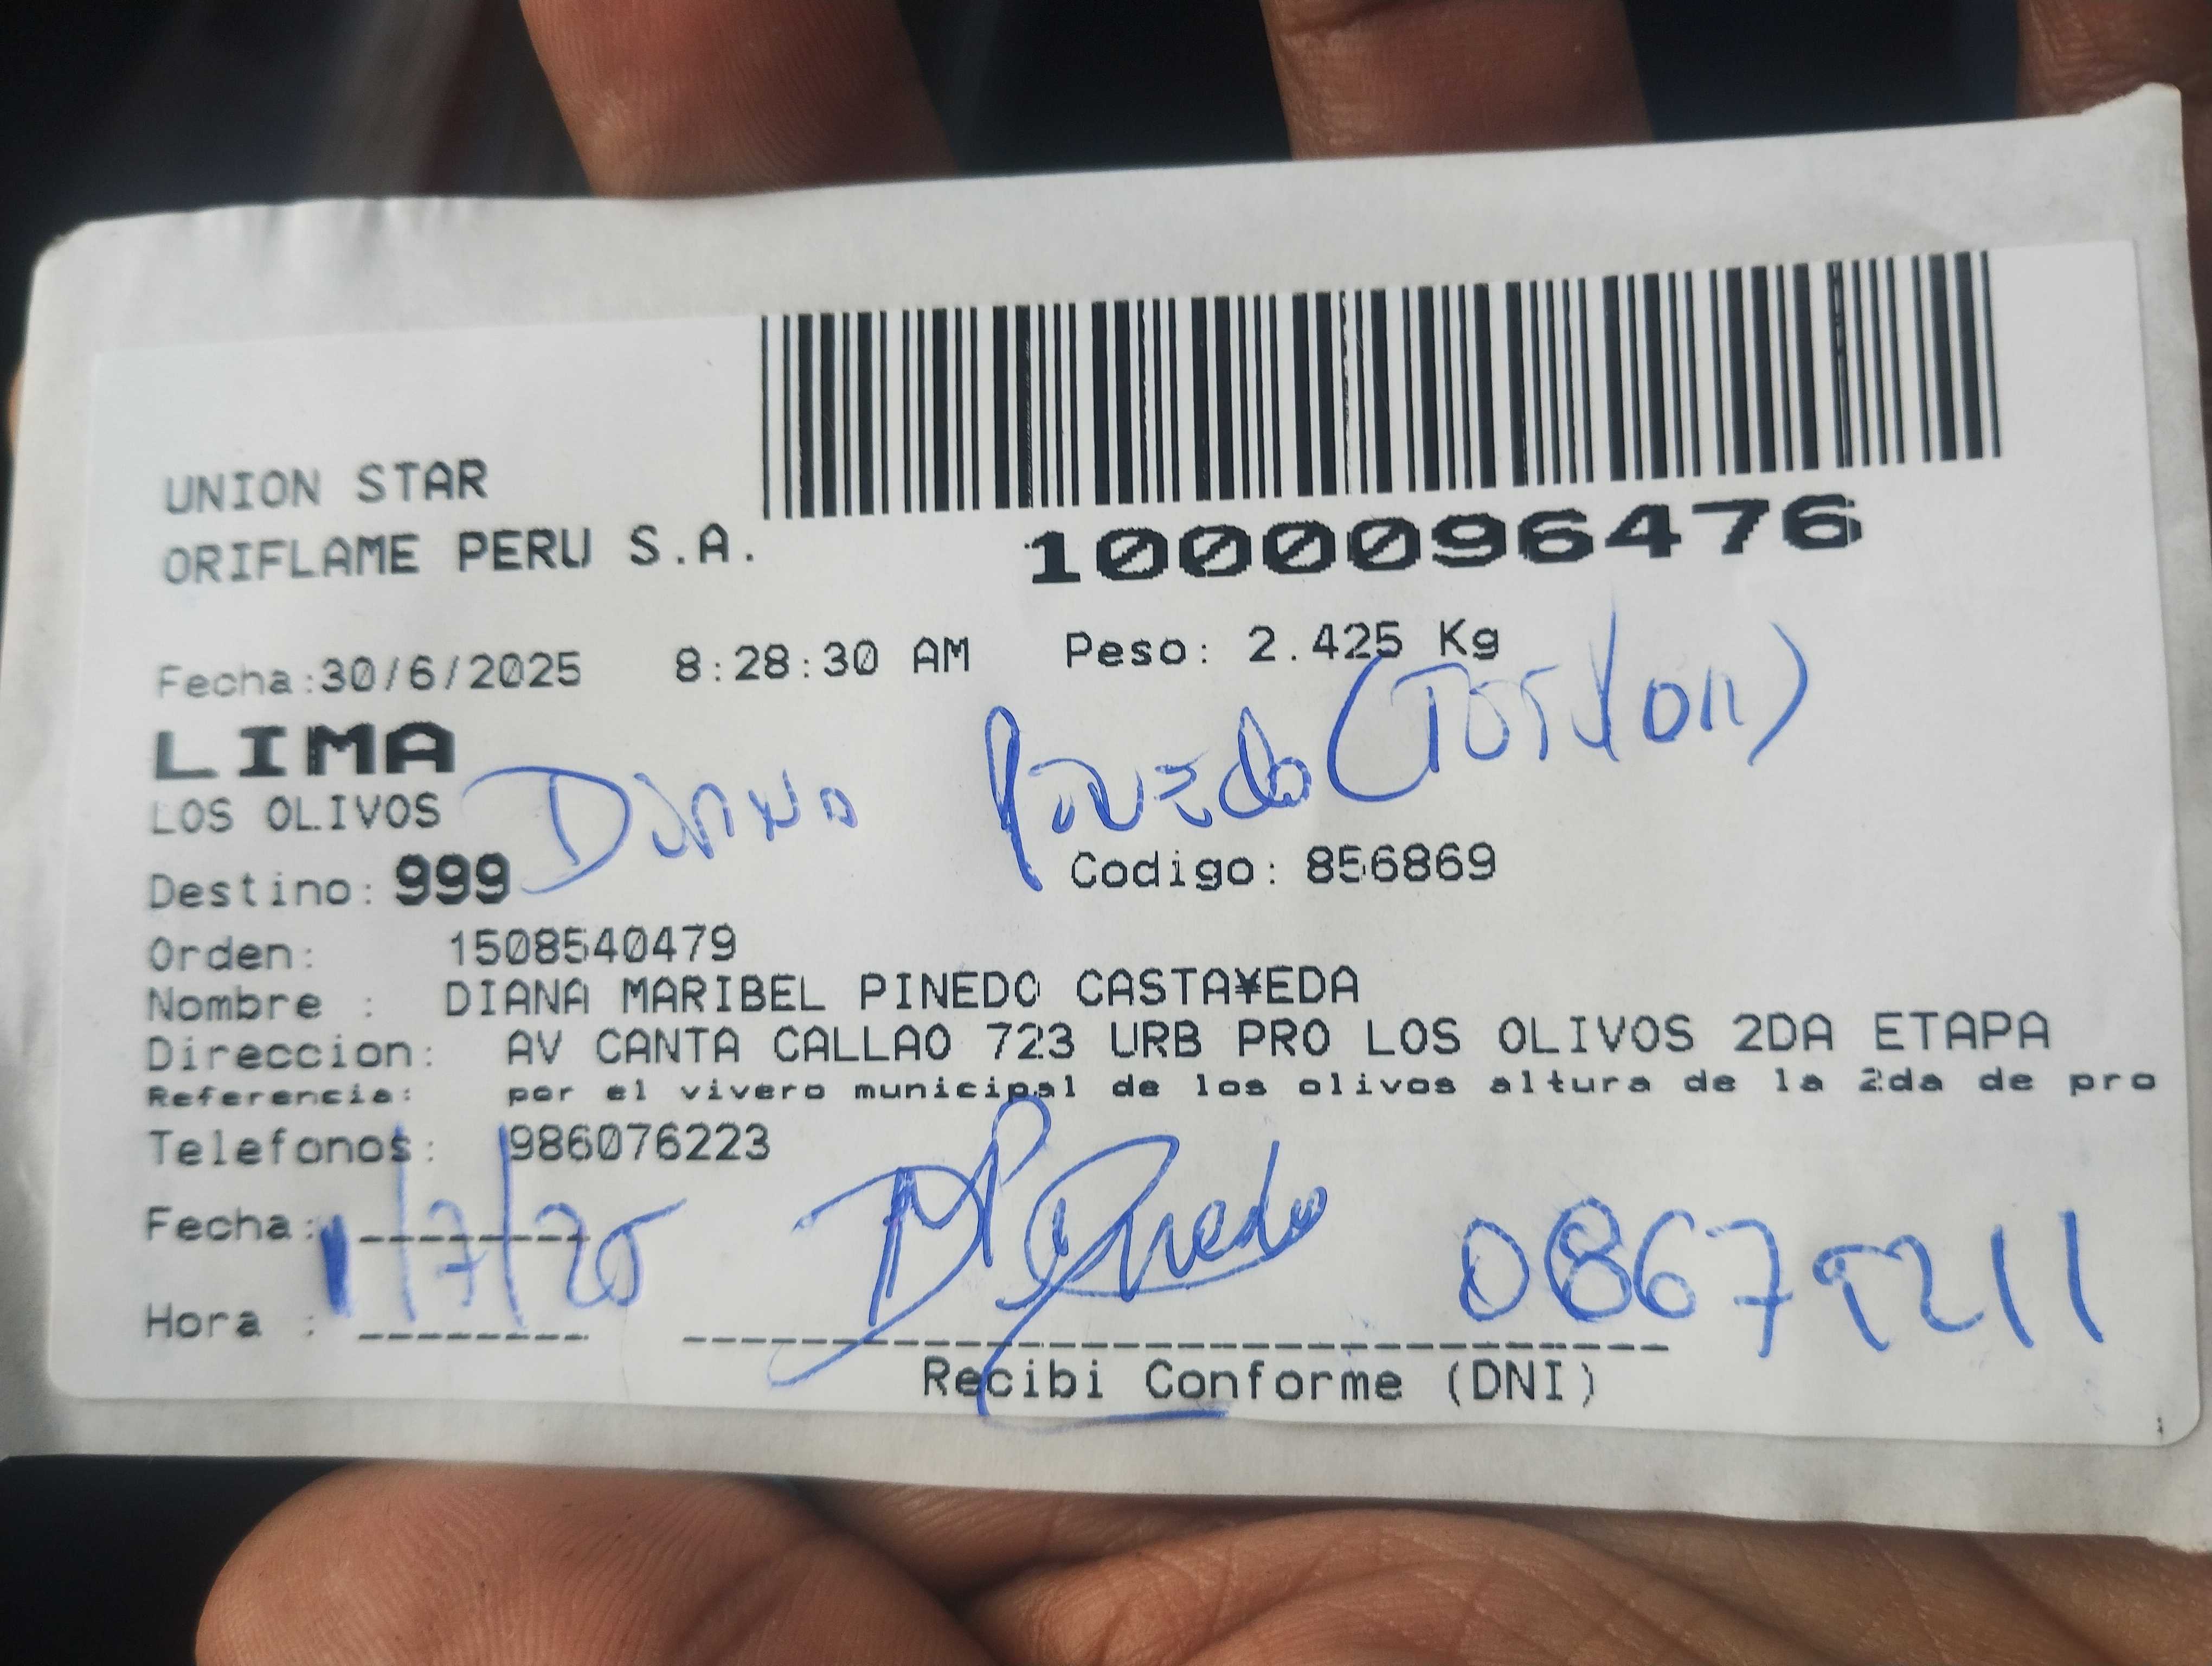 UNION STAR
ORIFLAME PERU S.A.
1000096476
Fecha:30/6/2025 8:28:30 AM Peso: 2.425 Kg
LIMA
LOS OLIVOS
Diana Pinedo (
Destino: 999 Codigo: 856869
Orden: 1508540479
Nombre : DIANA MARIBEL PINEDO CASTA¥EDA
Direccion: AV CANTA CALLAO 723 URB PRO LOS OLIVOS 2DA ETAPA
Referencia: por el vivero municipal de los olivos altura de la 2da de pro
Telefonos: 986076223
Fecha: 1/7/25
DPinedo 08679211
Hora :
Recibi Conforme (DNI)